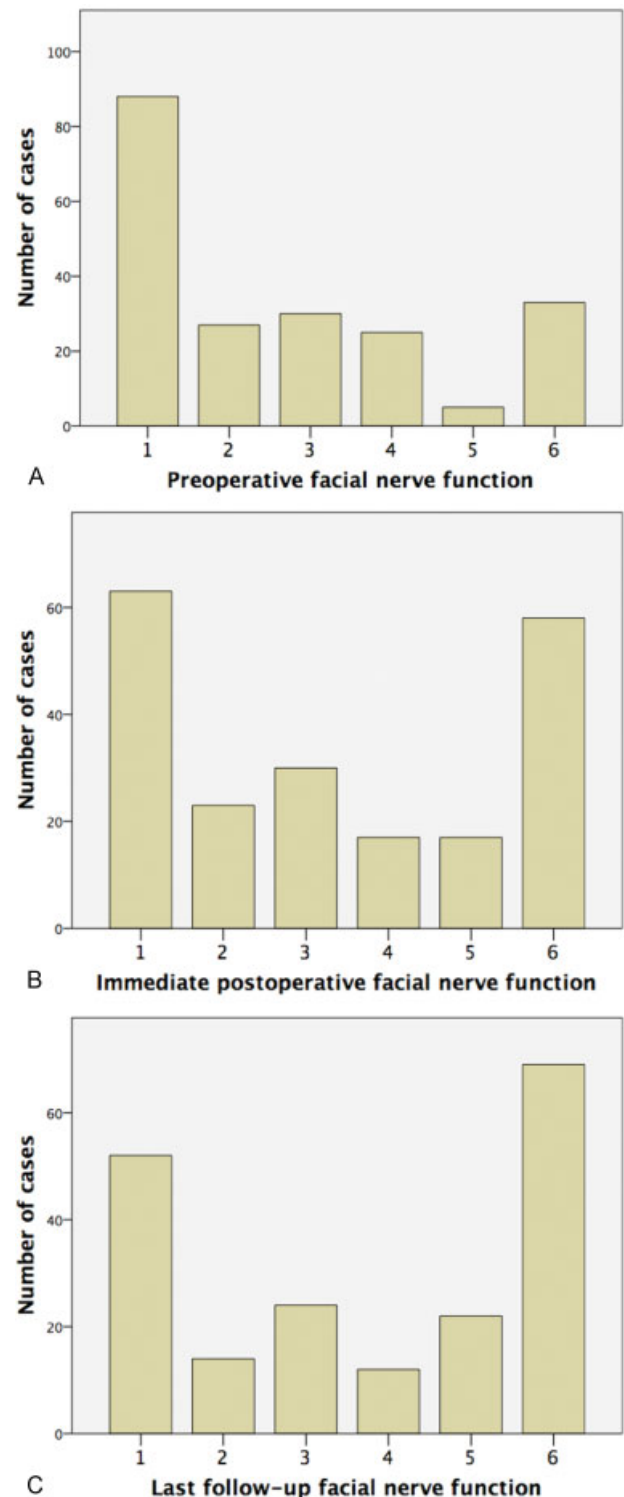 100
80
60
40
20
0
Number of cases
1 2 3 4 5 6
Preoperative facial nerve function
A
60
40
20
0
Number of cases
1 2 3 4 5 6
Immediate postoperative facial nerve function
B
60
40
20
0
Number of cases
1 2 3 4 5 6
Last follow-up facial nerve function
C